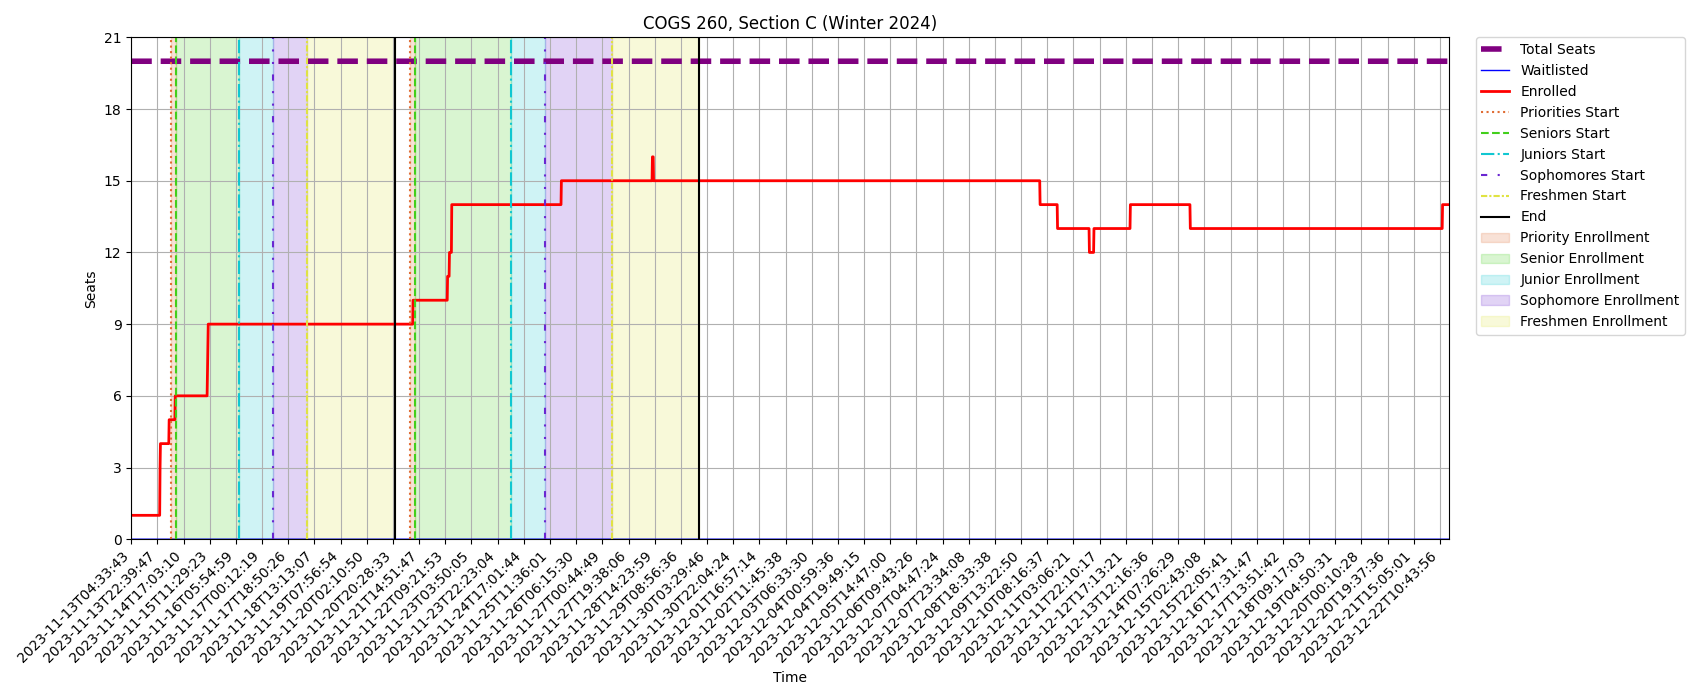 COGS 260, Section C (Winter 2024)
21
18
15
12
9
6
3
0
Seats
2023-11-13T04:33:43
2023-11-13T22:39:47
2023-11-14T17:03:10
2023-11-15T11:29:23
2023-11-16T05:54:59
2023-11-17T00:12:19
2023-11-17T18:50:26
2023-11-18T13:13:07
2023-11-19T07:56:54
2023-11-20T02:10:50
2023-11-20T20:28:33
2023-11-21T14:51:47
2023-11-22T09:21:53
2023-11-23T03:50:05
2023-11-23T22:23:04
2023-11-24T17:01:44
2023-11-25T11:36:01
2023-11-26T06:15:30
2023-11-27T00:44:49
2023-11-27T19:38:06
2023-11-28T14:23:59
2023-11-29T08:56:36
2023-11-30T03:29:46
2023-11-30T22:04:24
2023-12-01T16:57:14
2023-12-02T11:45:38
2023-12-03T06:33:30
2023-12-04T00:59:36
2023-12-04T19:49:15
2023-12-05T14:47:00
2023-12-06T09:43:26
2023-12-07T04:47:24
2023-12-07T23:34:08
2023-12-08T18:33:38
2023-12-09T13:22:50
2023-12-10T08:16:37
2023-12-11T03:06:21
2023-12-11T22:10:17
2023-12-12T17:13:21
2023-12-13T12:16:36
2023-12-14T07:26:29
2023-12-15T02:43:08
2023-12-15T22:05:41
2023-12-16T17:31:47
2023-12-17T13:51:42
2023-12-18T09:17:03
2023-12-19T04:50:31
2023-12-20T00:10:28
2023-12-20T19:37:36
2023-12-21T15:05:01
2023-12-22T10:43:56
Time
Total Seats
Waitlisted
Enrolled
Priorities Start
Seniors Start
Juniors Start
Sophomores Start
Freshmen Start
End
Priority Enrollment
Senior Enrollment
Junior Enrollment
Sophomore Enrollment
Freshmen Enrollment